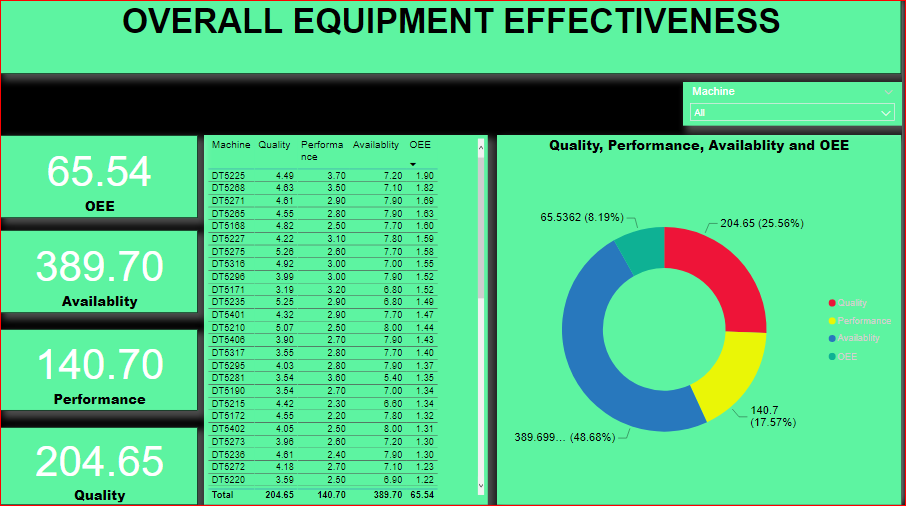 OVERALL EQUIPMENT EFFECTIVENESS
Machine
All
65.54
OEE
389.70
Availablity
140.70
Performance
204.65
Quality
Machine Quality Performa nce Availablity OEE
DT5225 4.49 3.70 7.20 1.90
DT5268 4.63 3.50 7.10 1.82
DT5271 4.61 2.90 7.90 1.69
DT5265 4.55 2.80 7.90 1.63
DT5168 4.82 2.50 7.70 1.60
DT5227 4.22 3.10 7.80 1.59
DT5275 5.26 2.60 7.70 1.58
DT5316 4.92 3.00 7.00 1.55
DT5296 3.99 3.00 7.90 1.52
DT5171 3.19 3.20 6.80 1.52
DT5235 5.25 2.90 6.80 1.49
DT5401 4.32 2.90 7.70 1.47
DT5210 5.07 2.50 8.00 1.44
DT5406 3.90 2.70 7.90 1.43
DT5317 3.55 2.80 7.70 1.40
DT5295 4.03 2.80 7.90 1.37
DT5281 3.54 3.60 5.40 1.35
DT5190 3.54 2.70 7.00 1.34
DT5215 4.42 2.30 6.60 1.34
DT5172 4.55 2.20 7.80 1.32
DT5402 4.05 2.50 8.00 1.31
DT5273 3.96 2.60 7.20 1.30
DT5236 4.61 2.40 7.90 1.30
DT5272 4.18 2.70 7.10 1.23
DT5220 3.59 2.50 6.90 1.22
Total 204.65 140.70 389.70 65.54
Quality, Performance, Availablity and OEE
65.5362 (8.19%)
204.65 (25.56%)
140.7
(17.57%)
389.699... (48.68%)
Quality
Performance
Availablity
OEE